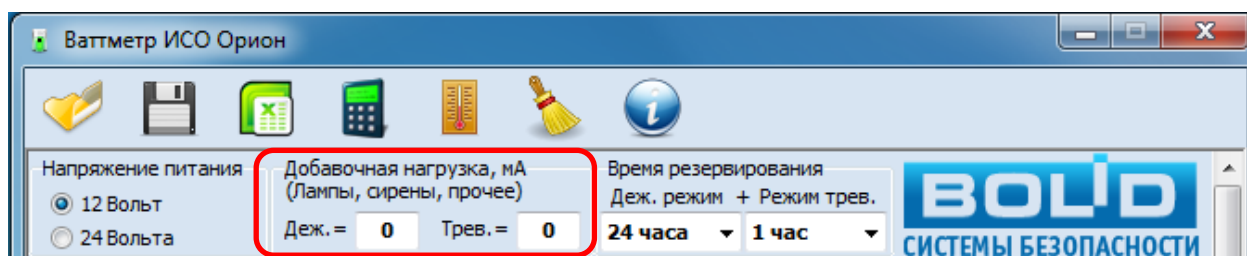 Ваттметр ИСО Орион
Напряжение питания
12 Вольт
24 Вольта
Добавочная нагрузка, мА
(Лампы, сирены, прочее)
Деж.= 0 Трев.= 0
Время резервирования
Деж. режим + Режим трев.
24 часа 1 час
BOLID
СИСТЕМЫ БЕЗОПАСНОСТИ